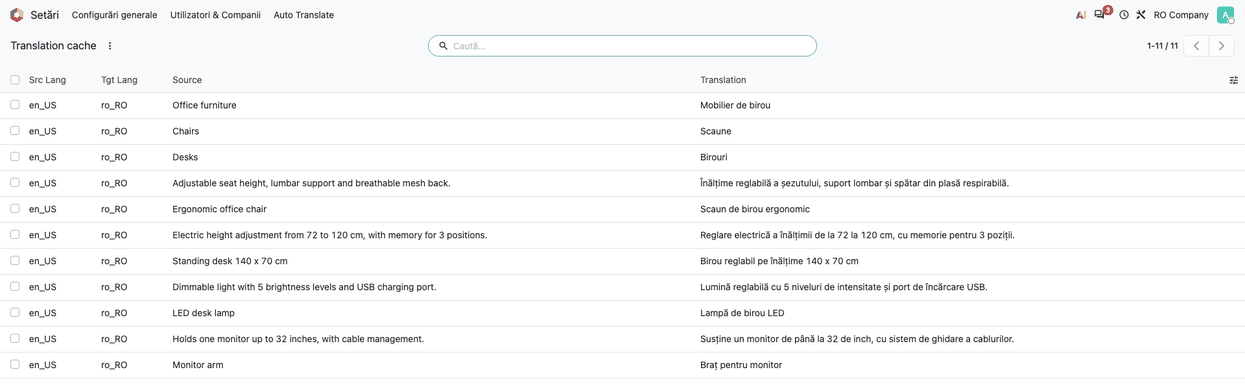 Setări Configurări generale Utilizatori & Companii Auto Translate AI 3 RO Company A
Translation cache Caută... 1-11 / 11
Src Lang Tgt Lang Source Translation
en_US ro_RO Office furniture Mobilier de birou
en_US ro_RO Chairs Scaune
en_US ro_RO Desks Birouri
en_US ro_RO Adjustable seat height, lumbar support and breathable mesh back. Înălțime reglabilă a șezutului, suport lombar și spătar din plasă respirabilă.
en_US ro_RO Ergonomic office chair Scaun de birou ergonomic
en_US ro_RO Electric height adjustment from 72 to 120 cm, with memory for 3 positions. Reglare electrică a înălțimii de la 72 la 120 cm, cu memorie pentru 3 poziții.
en_US ro_RO Standing desk 140 x 70 cm Birou reglabil pe înălțime 140 x 70 cm
en_US ro_RO Dimmable light with 5 brightness levels and USB charging port. Lumină reglabilă cu 5 niveluri de intensitate și port de încărcare USB.
en_US ro_RO LED desk lamp Lampă de birou LED
en_US ro_RO Holds one monitor up to 32 inches, with cable management. Susține un monitor de până la 32 de inch, cu sistem de ghidare a cablurilor.
en_US ro_RO Monitor arm Braț pentru monitor